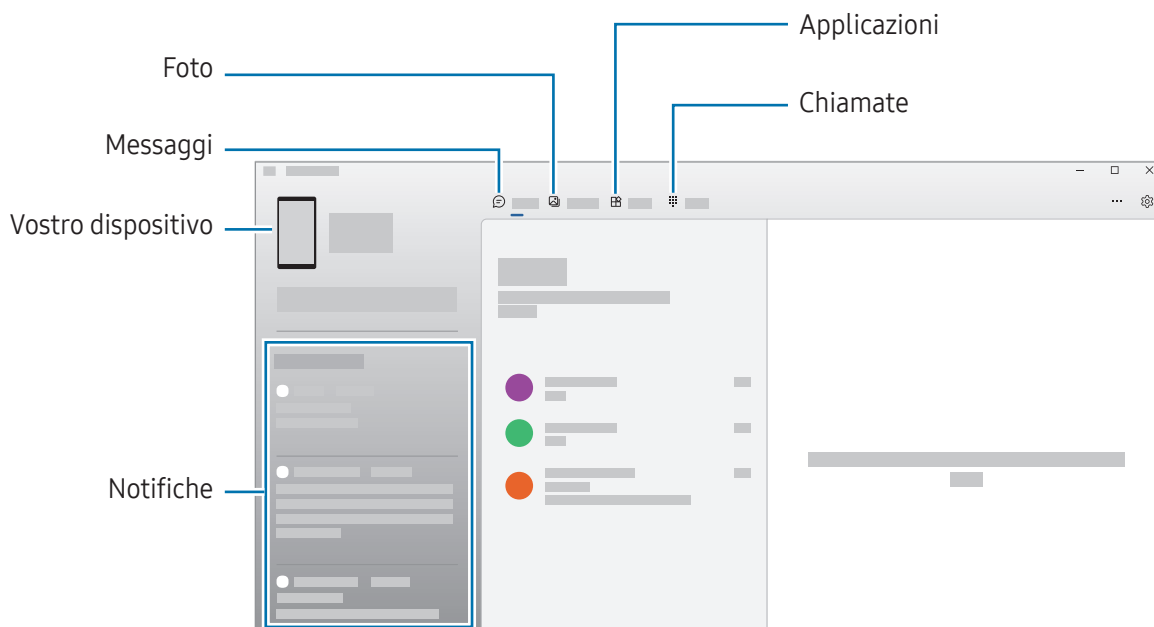 Applicazioni
Foto
Chiamate
Messaggi
Vostro dispositivo
Notifiche